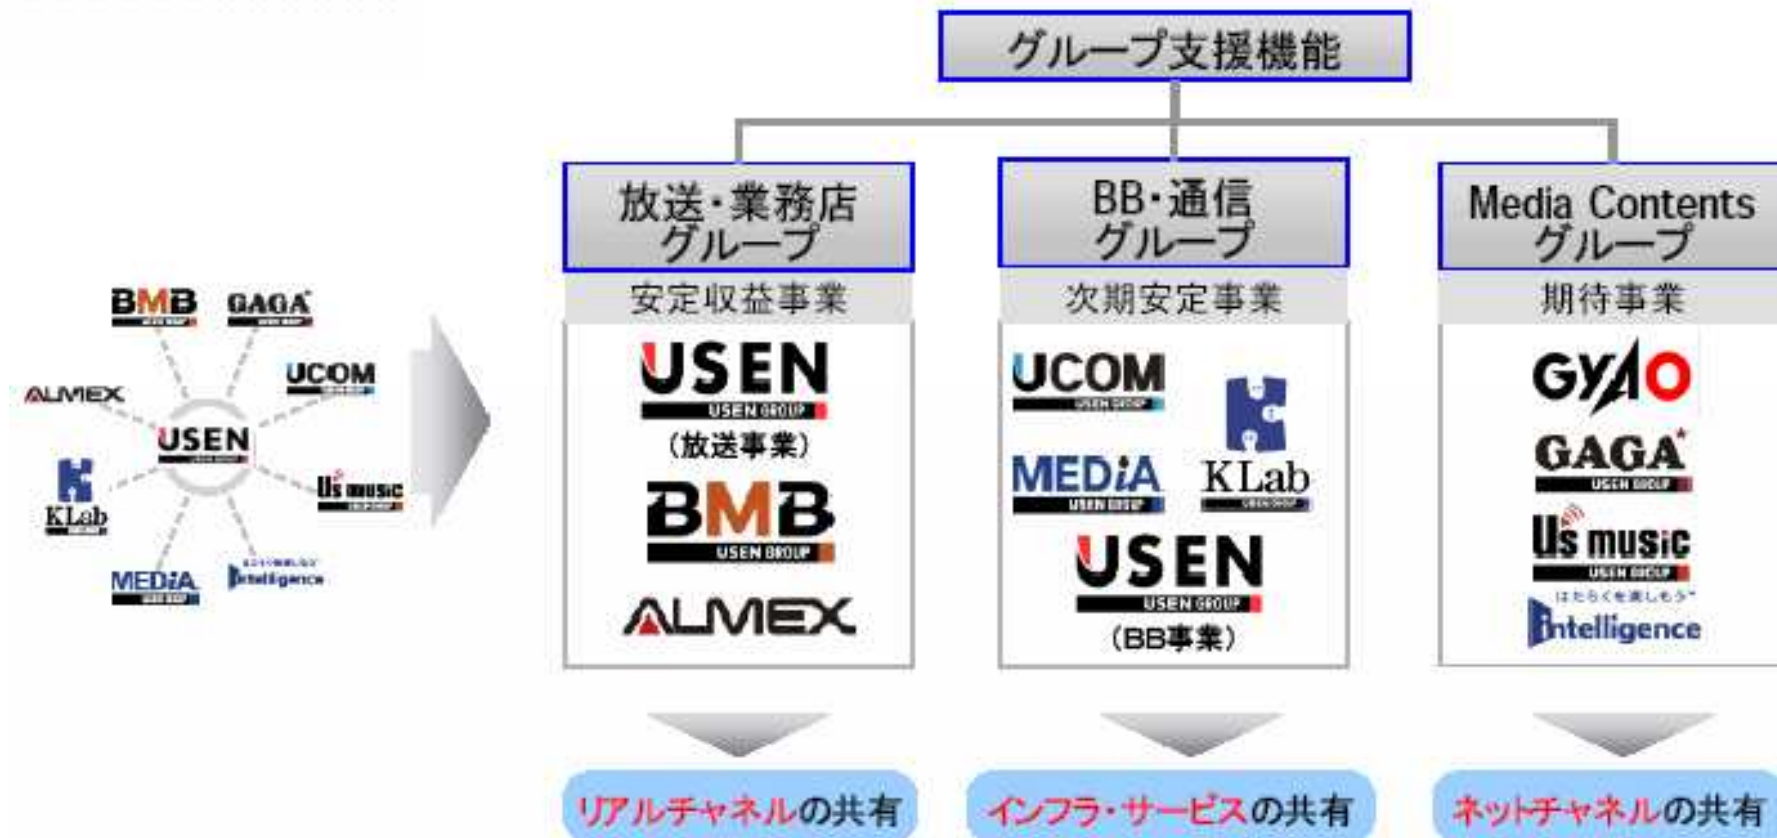 グループ支援機能
放送・業務店
グループ
安定収益事業
USEN
USEN GROUP
(放送事業)
BMB
USEN GROUP
ALMEX
リアルチャネルの共有
BB・通信
グループ
次期安定事業
UCOM
USEN GROUP
MEDiA
USEN GROUP
KLab
USEN GROUP
USEN
USEN GROUP
(BB事業)
インフラ・サービスの共有
Media Contents
グループ
期待事業
GYAO
GAGA
USEN GROUP
Us music
USEN GROUP
はたらくを楽しもう
intelligence
ネットチャネルの共有
BMB
GAGA
ALMEX
UCOM
USEN
KLab
Us music
MEDiA
intelligence